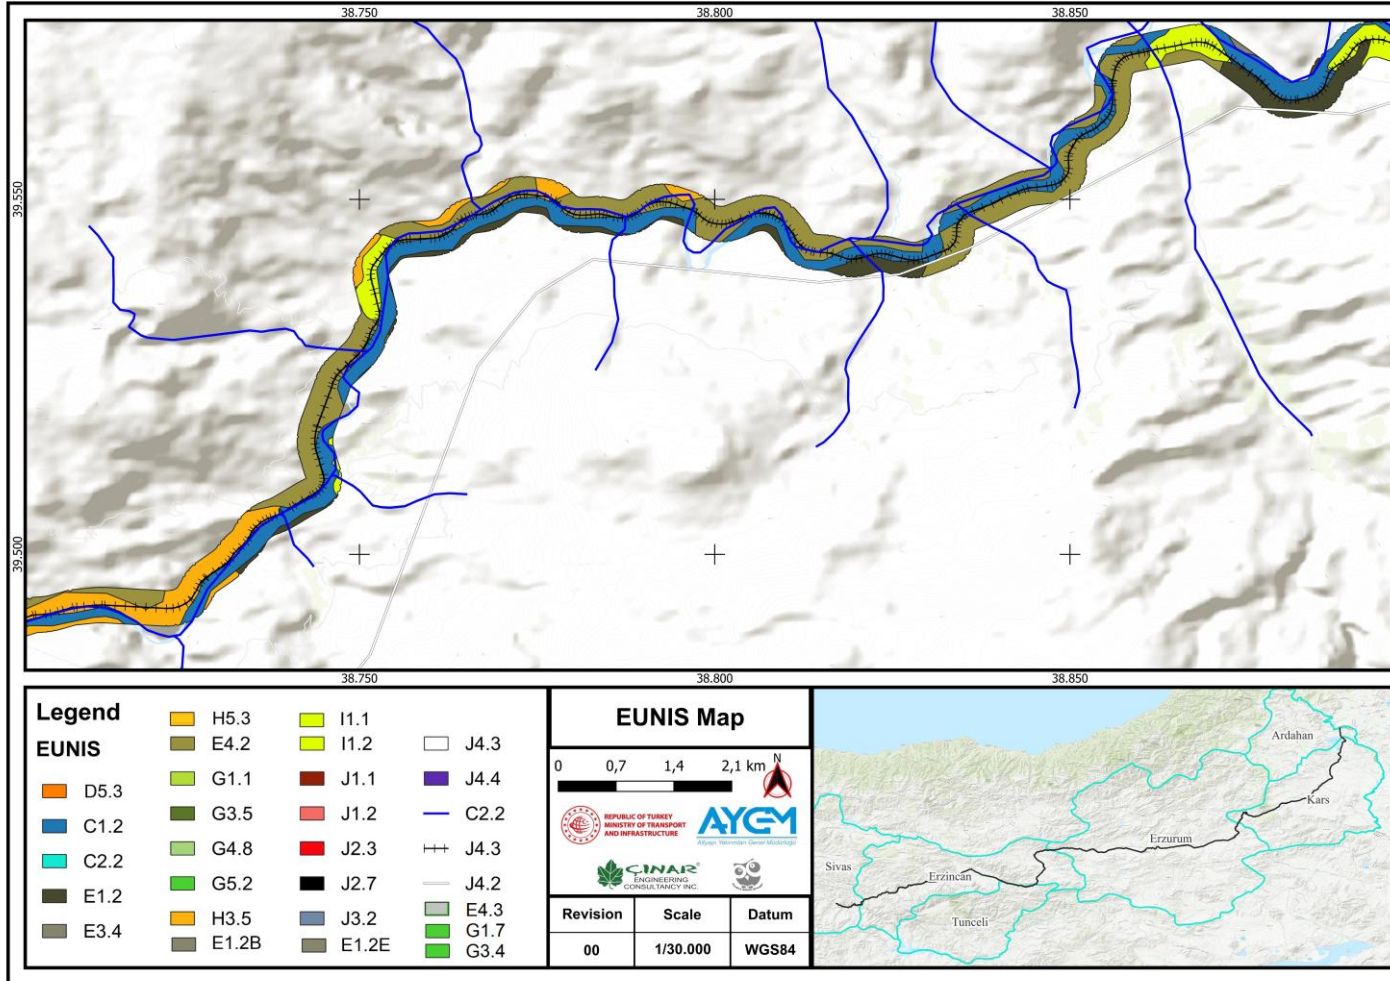 38.750
38.800
38.850
39.550
39.500
38.750
38.800
38.850
Legend
EUNIS
D5.3
C1.2
C2.2
E1.2
E3.4
H5.3
E4.2
G1.1
G3.5
G4.8
G5.2
H3.5
E1.2B
I1.1
I1.2
J1.1
J1.2
J2.3
J2.7
J3.2
E1.2E
J4.3
J4.4
C2.2
J4.3
J4.2
E4.3
G1.7
G3.4
EUNIS Map
0 0,7 1,4 2,1 km
N
REPUBLIC OF TURKEY
MINISTRY OF TRANSPORT
AND INFRASTRUCTURE
AYGM
Altyapı Yatırımları Genel Müdürlüğü
ÇINAR
ENGINEERING
CONSULTANCY INC.
Revision Scale Datum
00 1/30.000 WGS84
Ardahan
Kars
Erzurum
Sivas
Erzincan
Tunceli